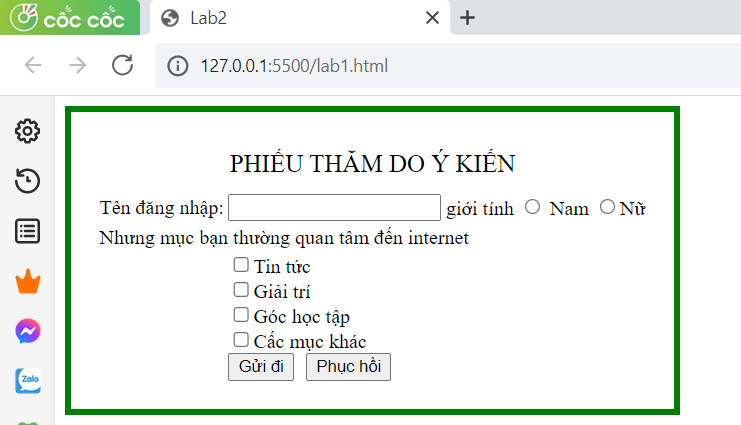 cốc cốc Lab2
127.0.0.1:5500/lab1.html
PHIẾU THĂM DO Ý KIẾN
Tên đăng nhập: giới tính Nam Nữ
Nhưng mục bạn thường quan tâm đến internet
Tin tức
Giải trí
Góc học tập
Cấc mục khác
Gửi đi Phục hồi
Zalo